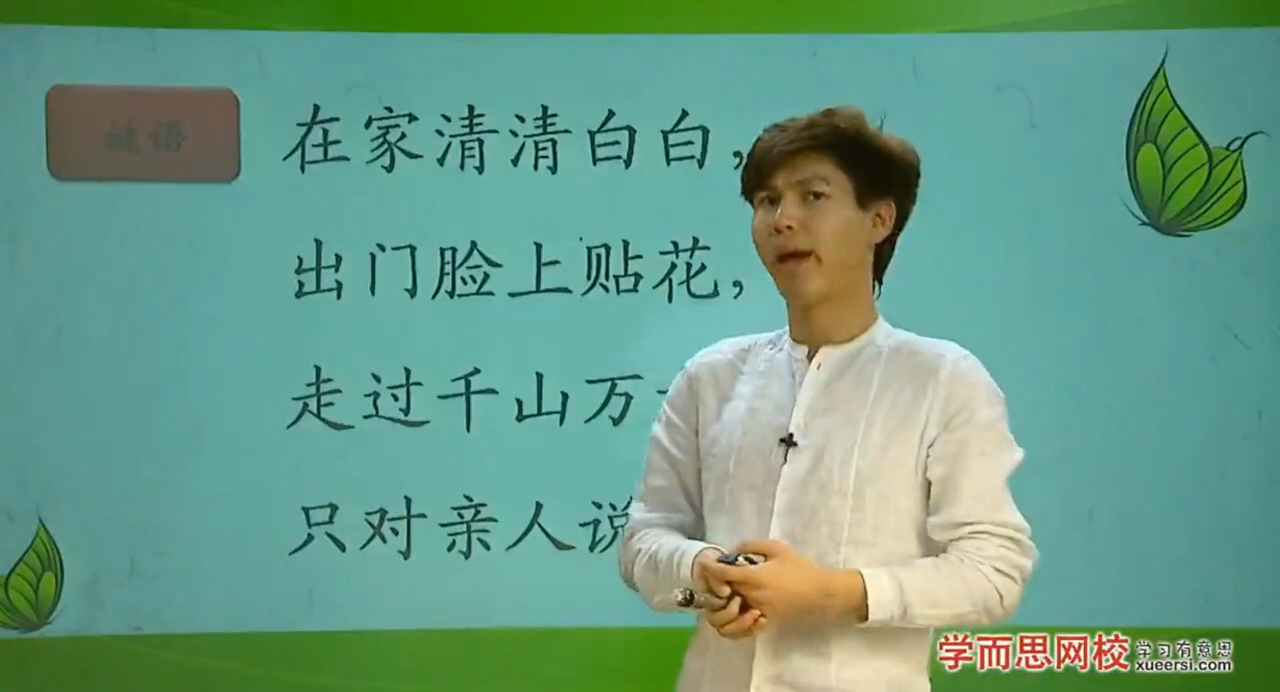 谜语
在家清清白白,
出门脸上贴花,
走过千山万
只对亲人说
学而思网校 学习有意思
xueersi.com